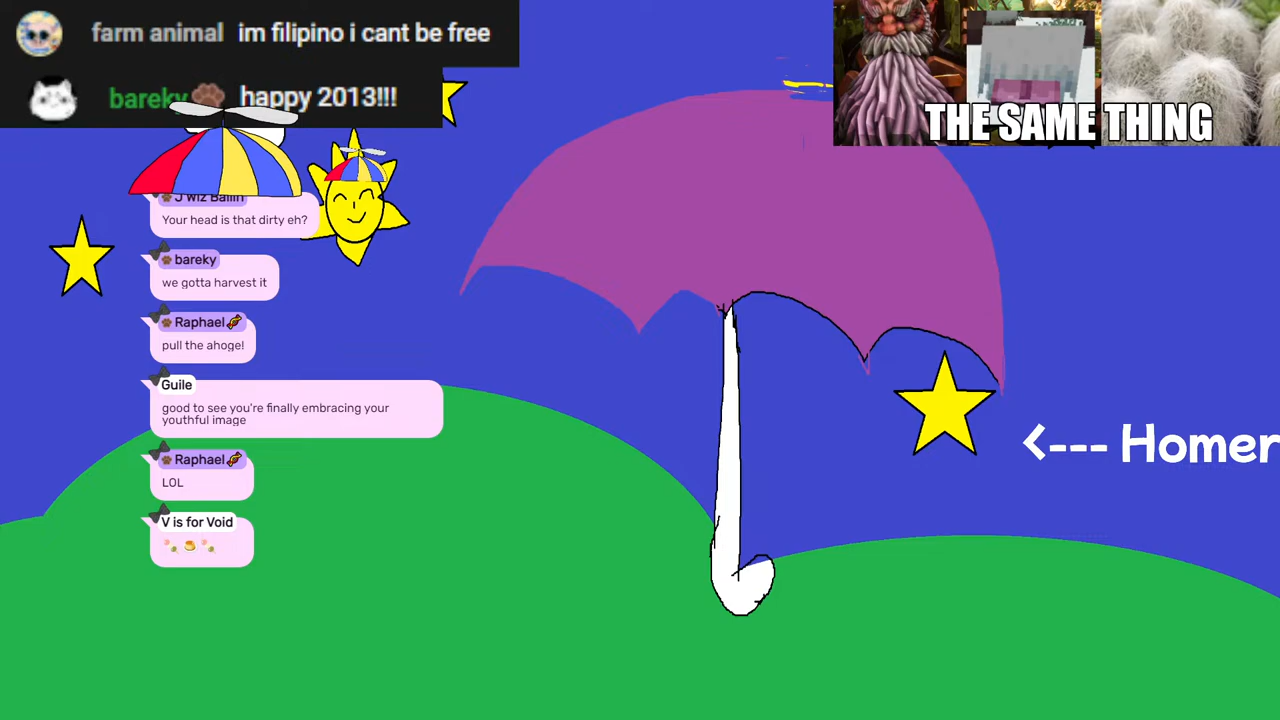 farm animal im filipino i cant be free
bareky happy 2013!!!
THE SAME THING
J Wiz Ballin
Your head is that dirty eh?
bareky
we gotta harvest it
Raphael
pull the ahoge!
Guile
good to see you're finally embracing your
youthful image
Raphael
LOL
V is for Void
<--- Homer